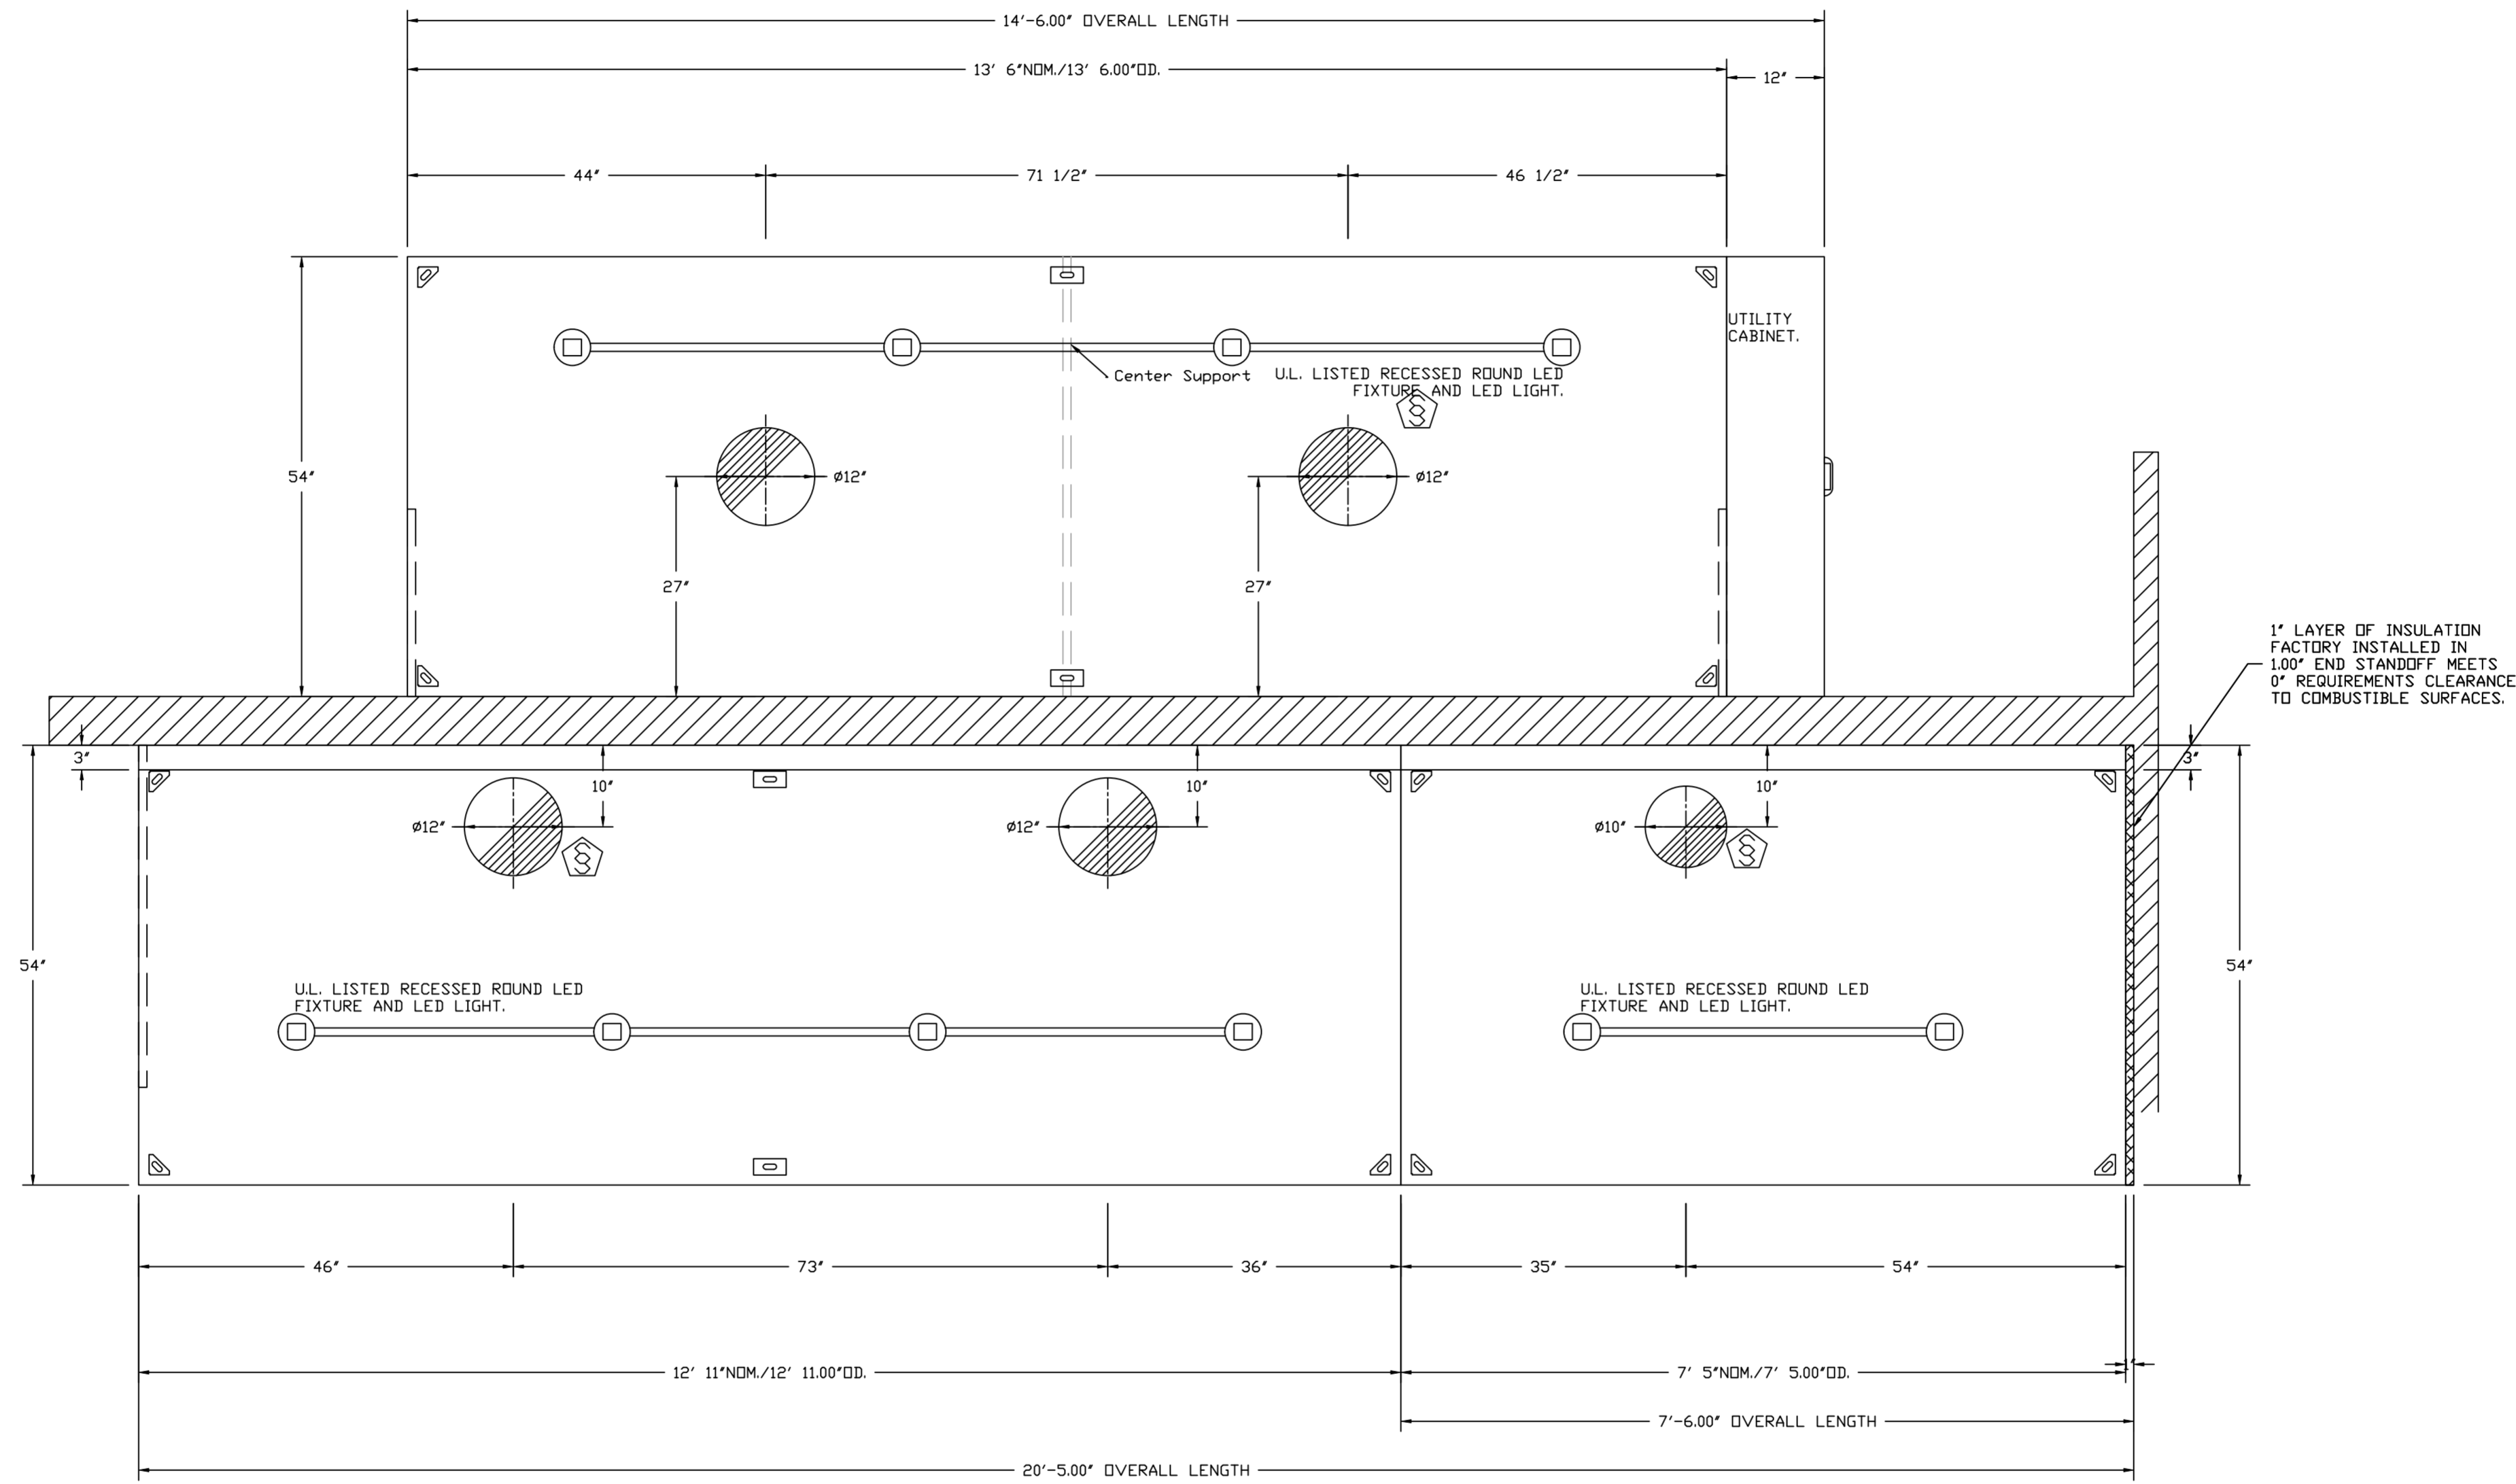 14'-6.00" OVERALL LENGTH
13' 6"NOM./13' 6.00"OD.
12"
44"
71 1/2"
46 1/2"
UTILITY
CABINET.
Center Support
U.L. LISTED RECESSED ROUND LED
FIXTURE AND LED LIGHT.
54"
ø12"
ø12"
27"
27"
1" LAYER OF INSULATION
FACTORY INSTALLED IN
1.00" END STANDOFF MEETS
0" REQUIREMENTS CLEARANCE
TO COMBUSTIBLE SURFACES.
3"
3"
10"
10"
10"
ø12"
ø12"
ø10"
54"
54"
U.L. LISTED RECESSED ROUND LED
FIXTURE AND LED LIGHT.
U.L. LISTED RECESSED ROUND LED
FIXTURE AND LED LIGHT.
46"
73"
36"
35"
54"
1"
12' 11"NOM./12' 11.00"OD.
7' 5"NOM./7' 5.00"OD.
7'-6.00" OVERALL LENGTH
20'-5.00" OVERALL LENGTH